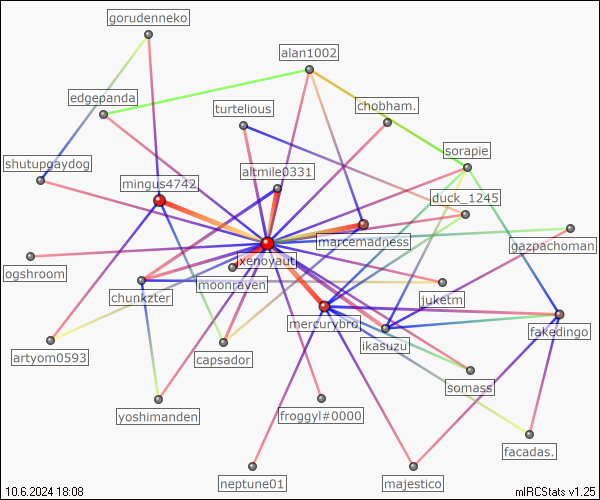 gorudenneko
alan1002
edgepanda
turtelious
chobham.
sorapie
shutupgaydog
mingus4742
altmile0331
duck_1245
marcemadness
gazpachoman
xenoyaut
ogshroom
moonraven
chunkzter
juketm
mercurybro
ikasuzu
fakedingo
artyom0593
capsador
somass
yoshimanden
froggyl#0000
facadas.
neptune01
majestico
10.6.2024 18:08
mIRCStats v1.25